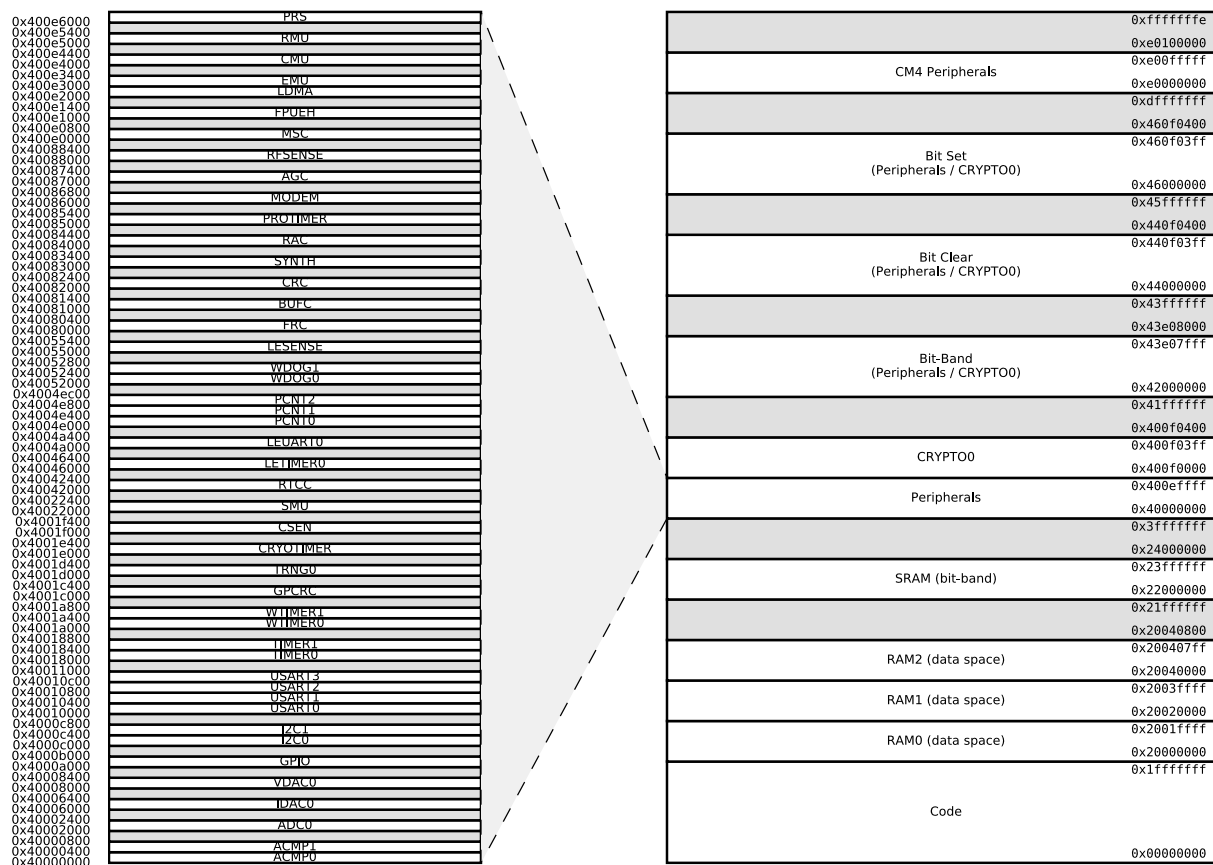 PRS
0x400e6000
0x400e5400
RMU
0x400e5000
0x400e4400
CMU
0x400e4000
0x400e3400
EMU
0x400e3000
LDMA
0x400e2000
0x400e1400
FPUEH
0x400e1000
0x400e0800
MSC
0x400e0000
0x40088400
RFSENSE
0x40088000
0x40087400
AGC
0x40087000
0x40086800
MODEM
0x40086000
0x40085400
PROTIMER
0x40085000
0x40084400
RAC
0x40084000
0x40083400
SYNTH
0x40083000
0x40082400
CRC
0x40082000
0x40081400
BUFC
0x40081000
0x40080400
FRC
0x40080000
0x40055400
LESENSE
0x40055000
0x40052800
WDOG1
0x40052400
WDOG0
0x40052000
0x4004ec00
PCNT2
0x4004e800
PCNT1
0x4004e400
PCNT0
0x4004e000
0x4004a400
LEUART0
0x4004a000
0x40046400
LETIMER0
0x40046000
0x40042400
RTCC
0x40042000
0x40022400
SMU
0x40022000
0x4001f400
CSEN
0x4001f000
0x4001e400
CRYOTIMER
0x4001e000
0x4001d400
TRNG0
0x4001d000
0x4001c400
GPCRC
0x4001c000
0x4001a800
WTIMER1
0x4001a400
WTIMER0
0x4001a000
0x40018800
TIMER1
0x40018400
TIMER0
0x40018000
0x40011000
USART3
0x40010c00
USART2
0x40010800
USART1
0x40010400
USART0
0x40010000
0x4000c800
I2C1
0x4000c400
I2C0
0x4000c000
0x4000b000
GPIO
0x4000a000
0x40008400
VDAC0
0x40008000
0x40006400
IDAC0
0x40006000
0x40002400
ADC0
0x40002000
0x40000800
ACMP1
0x40000400
ACMP0
0x40000000
0xfffffffe
0xe0100000
0xe00fffff
CM4 Peripherals
0xe0000000
0xdfffffff
0x460f0400
0x460f03ff
Bit Set
(Peripherals / CRYPTO0)
0x46000000
0x45ffffff
0x440f0400
0x440f03ff
Bit Clear
(Peripherals / CRYPTO0)
0x44000000
0x43ffffff
0x43e08000
0x43e07fff
Bit-Band
(Peripherals / CRYPTO0)
0x42000000
0x41ffffff
0x400f0400
0x400f03ff
CRYPTO0
0x400f0000
0x400effff
Peripherals
0x40000000
0x3fffffff
0x24000000
0x23ffffff
SRAM (bit-band)
0x22000000
0x21ffffff
0x20040800
0x200407ff
RAM2 (data space)
0x20040000
0x2003ffff
RAM1 (data space)
0x20020000
0x2001ffff
RAM0 (data space)
0x20000000
0x1fffffff
Code
0x00000000